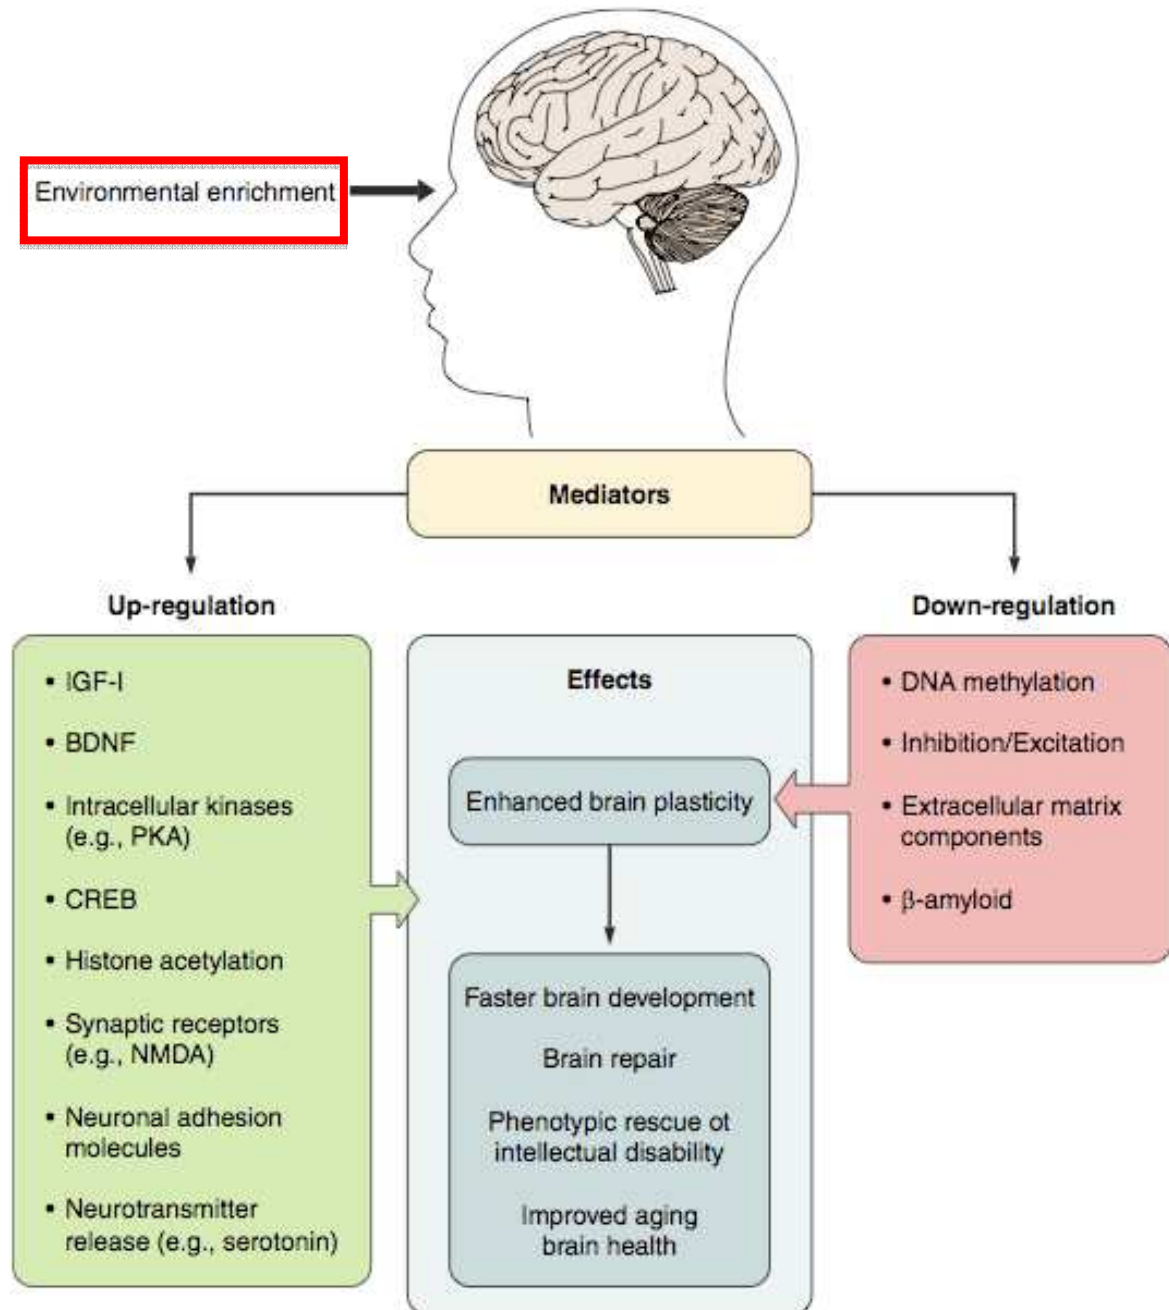 Environmental enrichment
Mediators
Up-regulation
• IGF-I
• BDNF
• Intracellular kinases
(e.g., PKA)
• CREB
• Histone acetylation
• Synaptic receptors
(e.g., NMDA)
• Neuronal adhesion
molecules
• Neurotransmitter
release (e.g., serotonin)
Effects
Enhanced brain plasticity
Faster brain development
Brain repair
Phenotypic rescue of
intellectual disability
Improved aging
brain health
Down-regulation
• DNA methylation
• Inhibition/Excitation
• Extracellular matrix
components
• β-amyloid